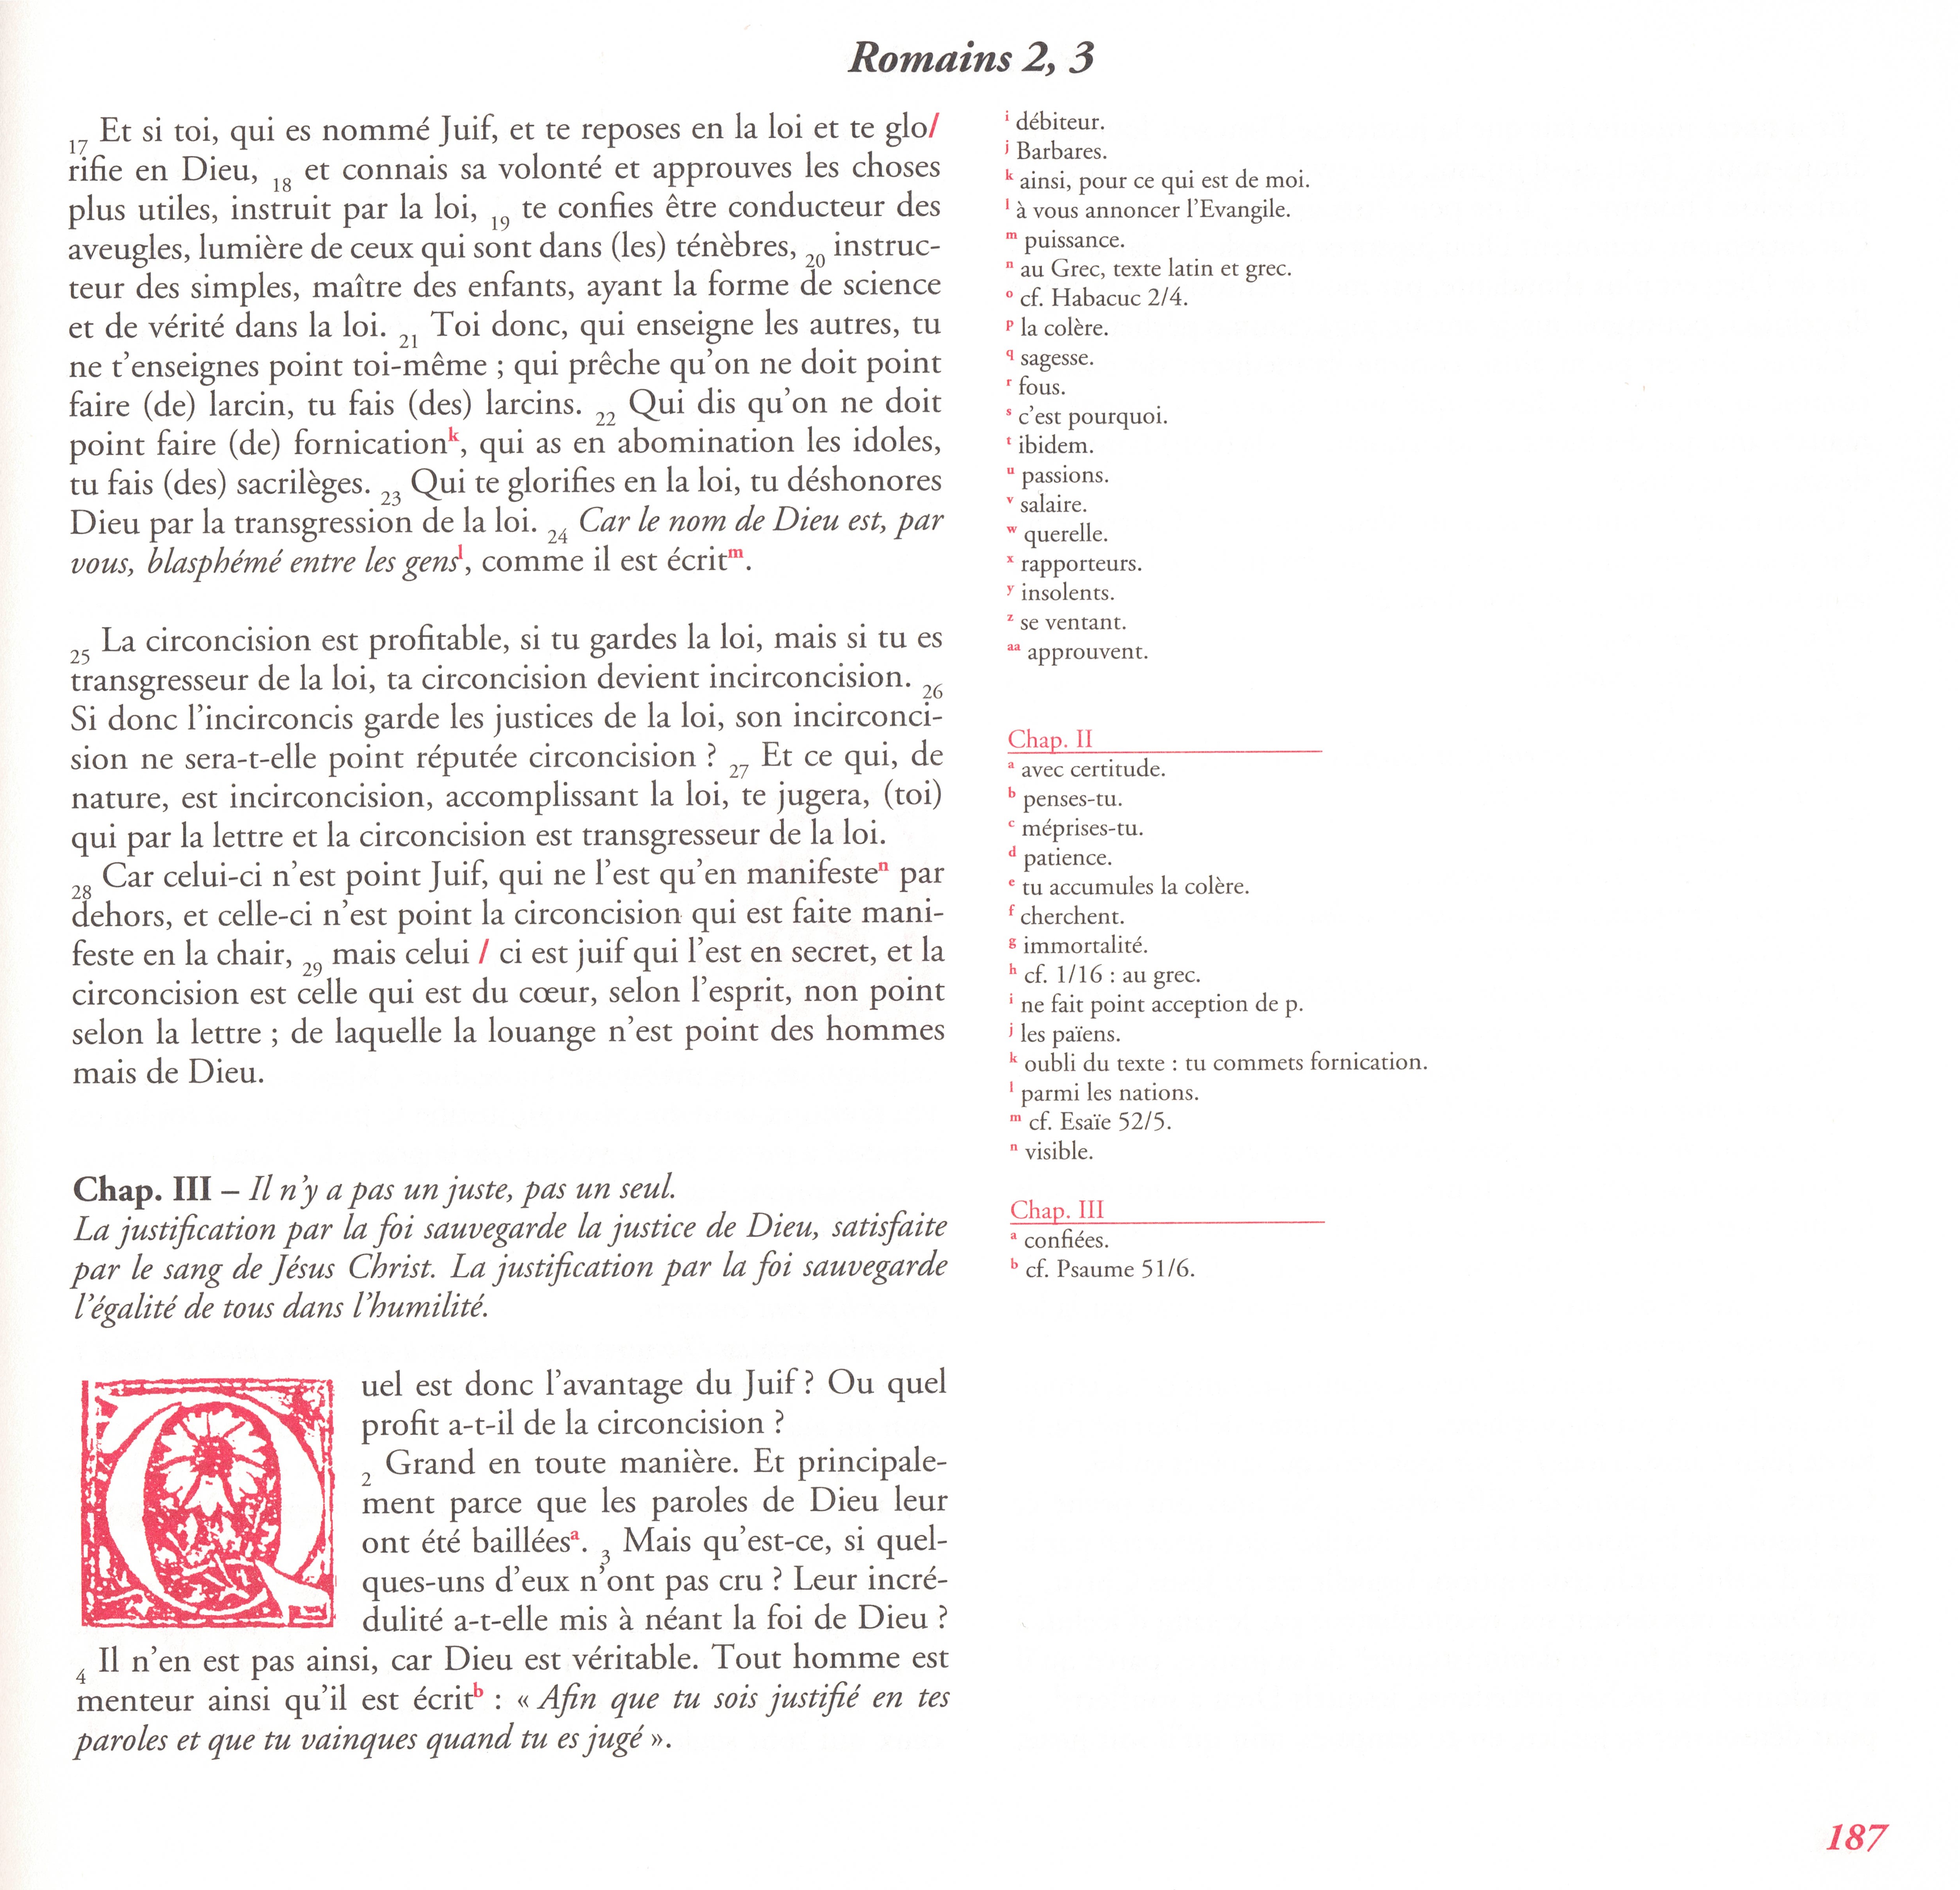 Romains 2, 3
17 Et si toi, qui es nommé Juif, et te reposes en la loi et te glo/
rifie en Dieu, 18 et connais sa volonté et approuves les choses
plus utiles, instruit par la loi, 19 te confies être conducteur des
aveugles, lumière de ceux qui sont dans (les) ténèbres, 20 instruc-
teur des simples, maître des enfants, ayant la forme de science
et de vérité dans la loi. 21 Toi donc, qui enseigne les autres, tu
ne t'enseignes point toi-même ; qui prêche qu'on ne doit point
faire (de) larcin, tu fais (des) larcins. 22 Qui dis qu'on ne doit
point faire (de) fornication k, qui as en abomination les idoles,
tu fais (des) sacrilèges. 23 Qui te glorifies en la loi, tu déshonores
Dieu par la transgression de la loi. 24 Car le nom de Dieu est, par
vous, blasphémé entre les gens l, comme il est écrit m.
25 La circoncision est profitable, si tu gardes la loi, mais si tu es
transgresseur de la loi, ta circoncision devient incirconcision. 26
Si donc l'incirconcis garde les justices de la loi, son incirconci-
sion ne sera-t-elle point réputée circoncision ? 27 Et ce qui, de
nature, est incirconcision, accomplissant la loi, te jugera, (toi)
qui par la lettre et la circoncision est transgresseur de la loi.
28 Car celui-ci n'est point Juif, qui ne l'est qu'en manifeste n par
dehors, et celle-ci n'est point la circoncision qui est faite mani-
feste en la chair, 29 mais celui / ci est juif qui l'est en secret, et la
circoncision est celle qui est du cœur, selon l'esprit, non point
selon la lettre ; de laquelle la louange n'est point des hommes
mais de Dieu.
Chap. III – Il n'y a pas un juste, pas un seul.
La justification par la foi sauvegarde la justice de Dieu, satisfaite
par le sang de Jésus Christ. La justification par la foi sauvegarde
l'égalité de tous dans l'humilité.
Quel est donc l'avantage du Juif ? Ou quel
profit a-t-il de la circoncision ?
2 Grand en toute manière. Et principale-
ment parce que les paroles de Dieu leur
ont été baillées a. 3 Mais qu'est-ce, si quel-
ques-uns d'eux n'ont pas cru ? Leur incré-
dulité a-t-elle mis à néant la foi de Dieu ?
4 Il n'en est pas ainsi, car Dieu est véritable. Tout homme est
menteur ainsi qu'il est écrit b : « Afin que tu sois justifié en tes
paroles et que tu vainques quand tu es jugé ».
i débiteur.
j Barbares.
k ainsi, pour ce qui est de moi.
l à vous annoncer l'Evangile.
m puissance.
n au Grec, texte latin et grec.
o cf. Habacuc 2/4.
p la colère.
q sagesse.
r fous.
s c'est pourquoi.
t ibidem.
u passions.
v salaire.
w querelle.
x rapporteurs.
y insolents.
z se ventant.
aa approuvent.
Chap. II
a avec certitude.
b penses-tu.
c méprises-tu.
d patience.
e tu accumules la colère.
f cherchent.
g immortalité.
h cf. 1/16 : au grec.
i ne fait point acception de p.
j les païens.
k oubli du texte : tu commets fornication.
l parmi les nations.
m cf. Esaïe 52/5.
n visible.
Chap. III
a confiées.
b cf. Psaume 51/6.
187